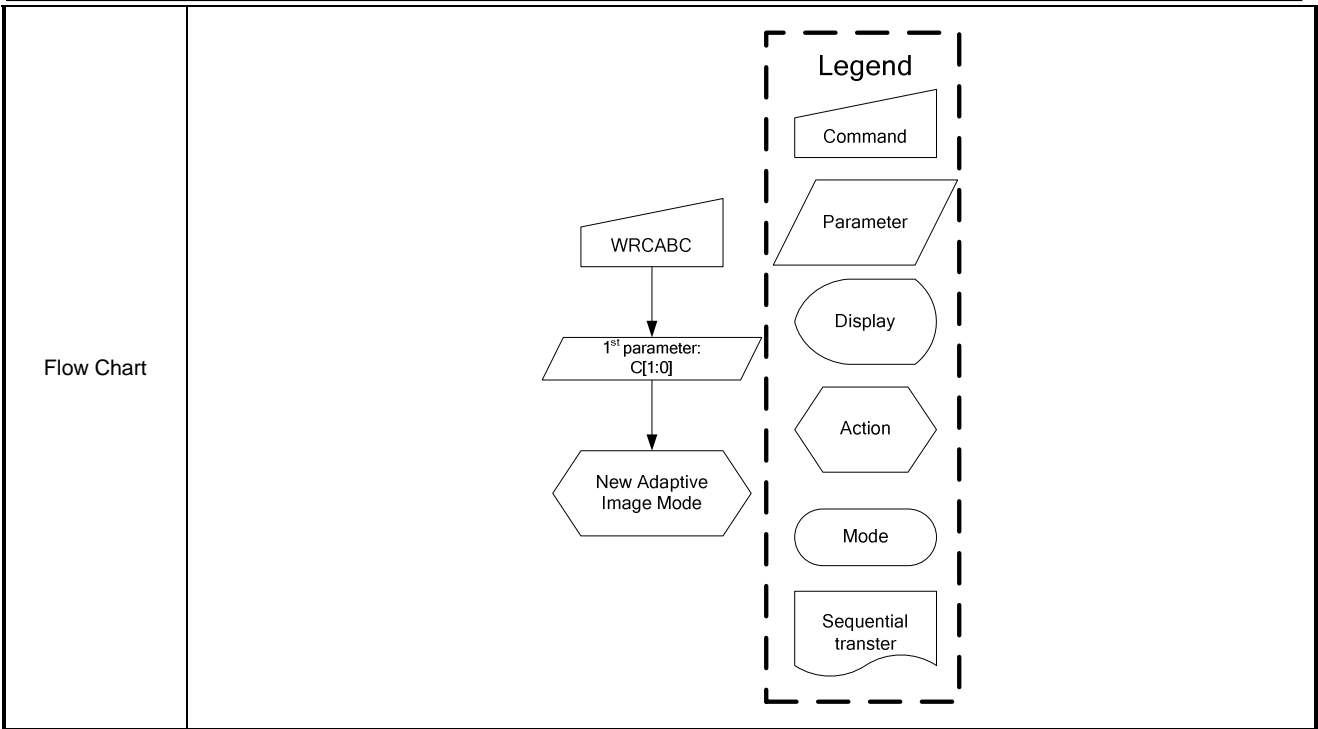 Flow Chart
WRCABC
1st parameter:
C[1:0]
New Adaptive
Image Mode
Legend
Command
Parameter
Display
Action
Mode
Sequential
transter